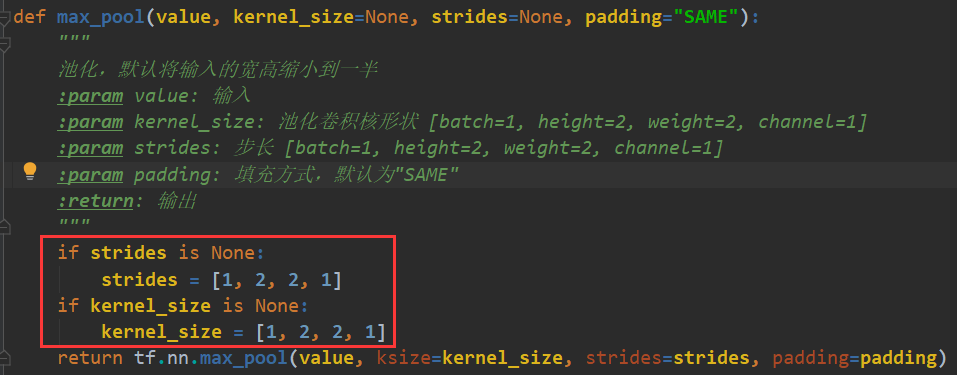 def max_pool(value, kernel_size=None, strides=None, padding="SAME"):
    """
    池化，默认将输入的宽高缩小到一半
    :param value: 输入
    :param kernel_size: 池化卷积核形状 [batch=1, height=2, weight=2, channel=1]
    :param strides: 步长 [batch=1, height=2, weight=2, channel=1]
    :param padding: 填充方式，默认为"SAME"
    :return: 输出
    """
    if strides is None:
        strides = [1, 2, 2, 1]
    if kernel_size is None:
        kernel_size = [1, 2, 2, 1]
    return tf.nn.max_pool(value, ksize=kernel_size, strides=strides, padding=padding)